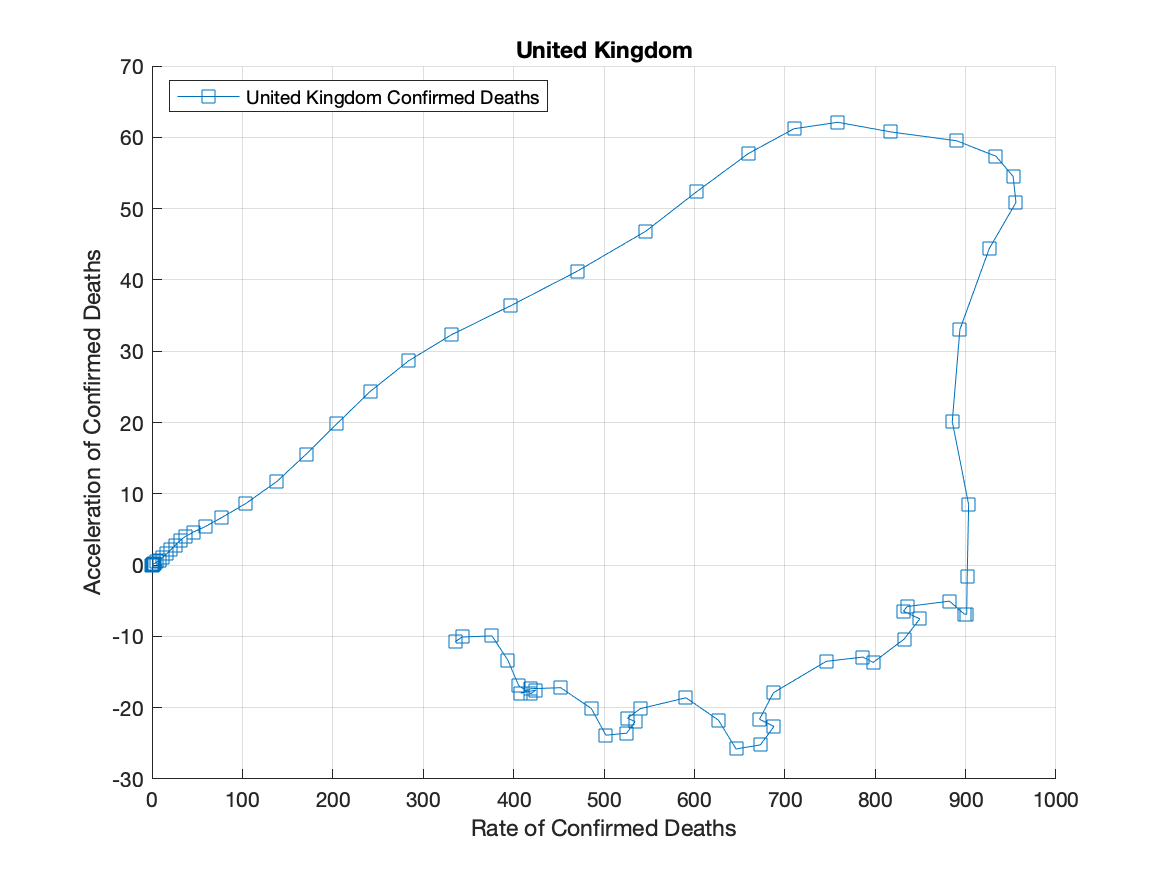 United Kingdom
United Kingdom Confirmed Deaths
70
60
50
40
30
20
10
0
-10
-20
-30
Acceleration of Confirmed Deaths
0 100 200 300 400 500 600 700 800 900 1000
Rate of Confirmed Deaths